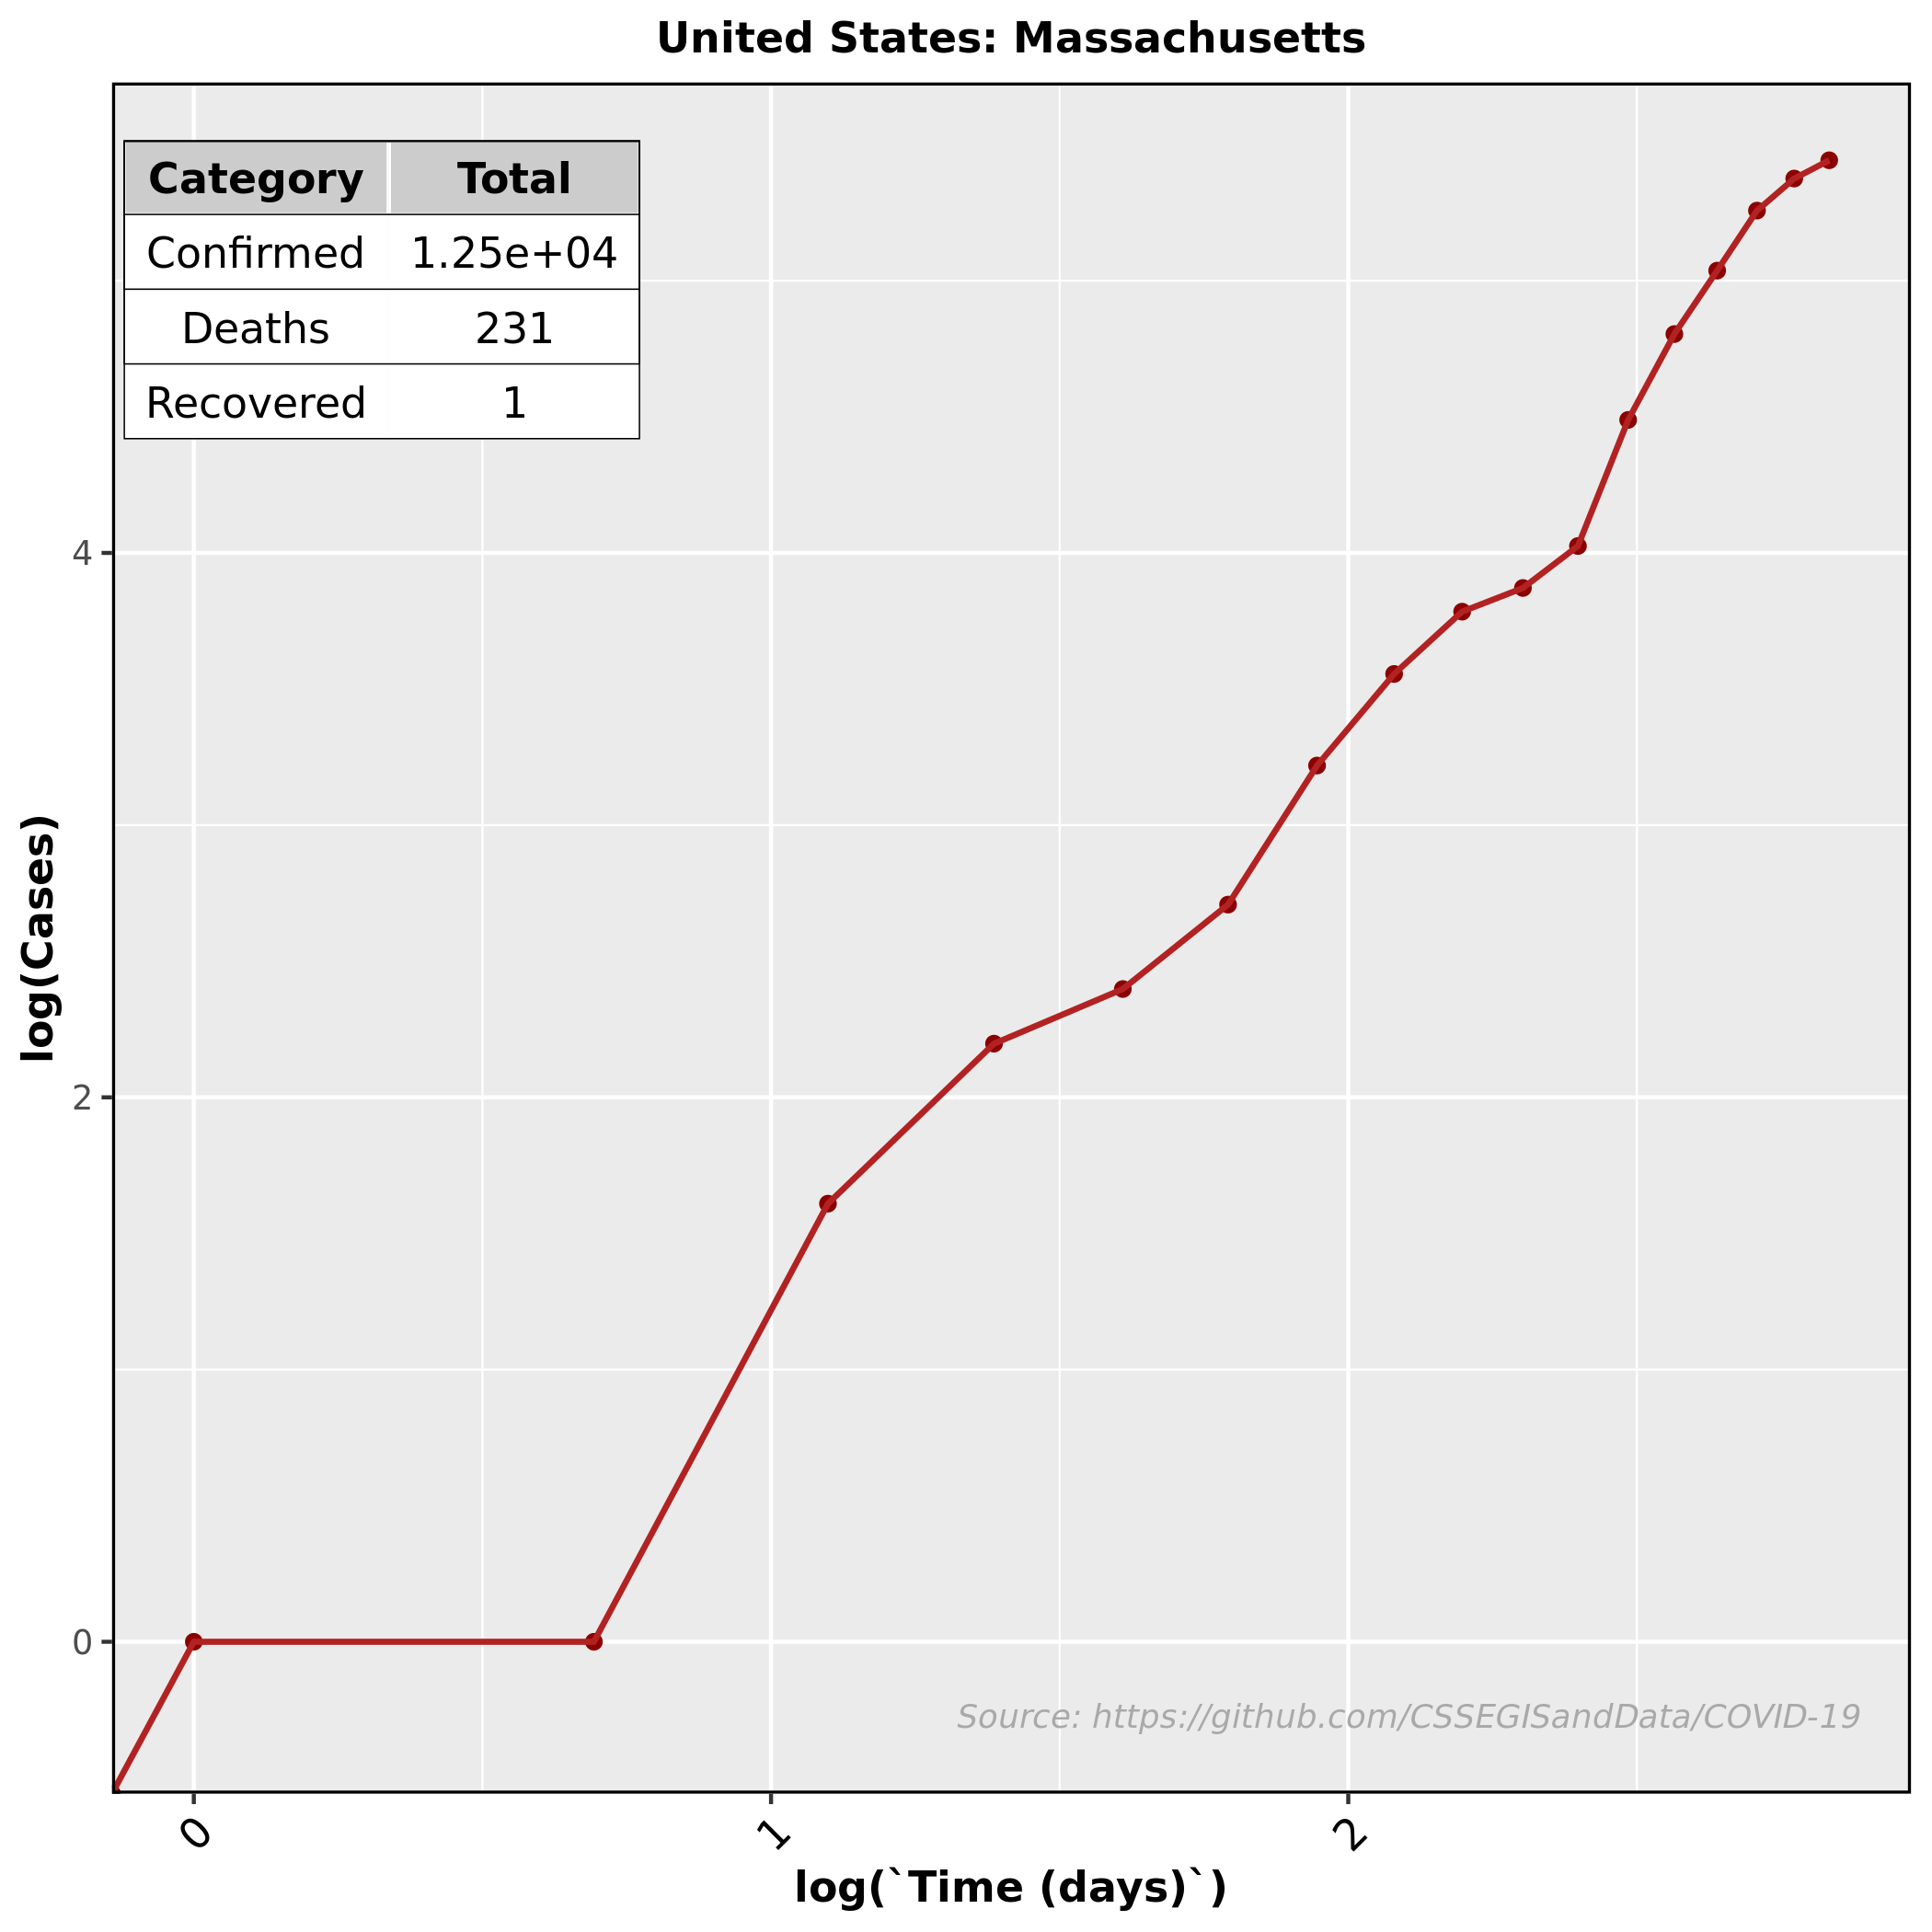 United States: Massachusetts
Category Total
Confirmed 1.25e+04
Deaths 231
Recovered 1
4
2
0
log(Cases)
Source: https://github.com/CSSEGISandData/COVID-19
0 1 2
log(`Time (days)`)